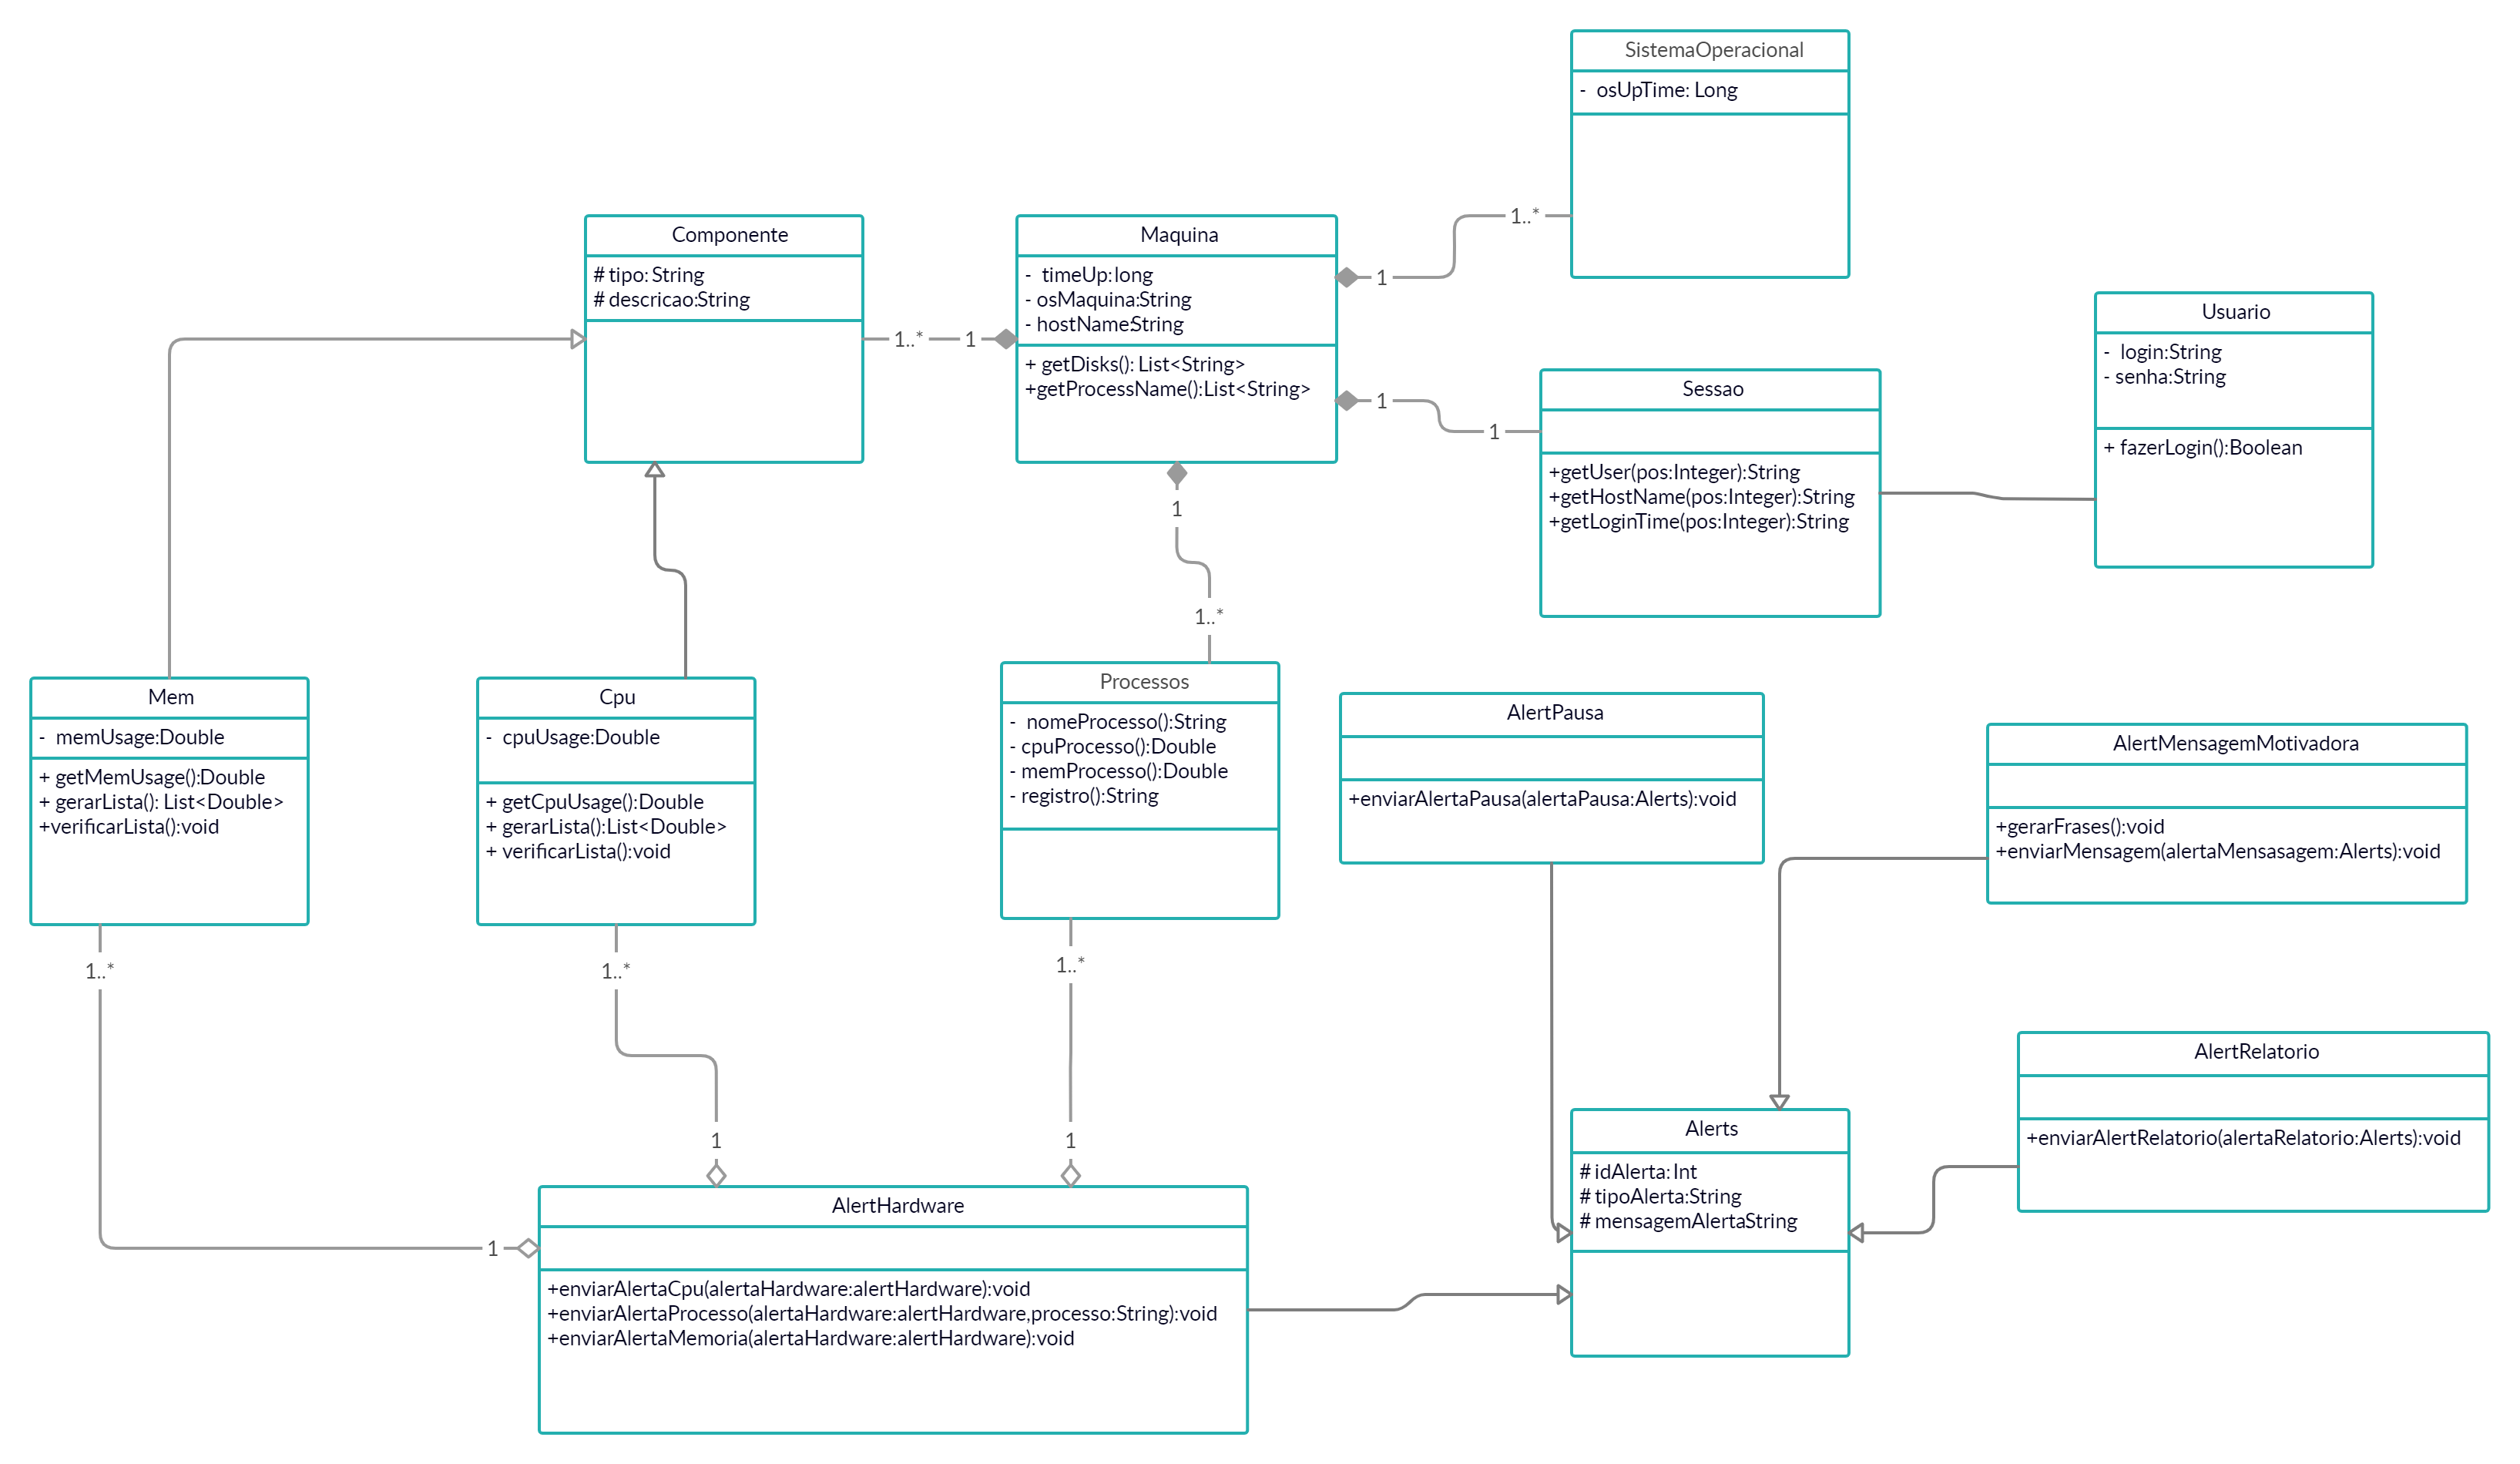 SistemaOperacional
-  osUpTime: Long
1..*
1
Componente
# tipo: String
# descricao:String
1..*
1
Maquina
-  timeUp:long
- osMaquina:String
- hostName:String
+ getDisks(): List<String>
+getProcessName():List<String>
1
1
1
1..*
Sessao
+getUser(pos:Integer):String
+getHostName(pos:Integer):String
+getLoginTime(pos:Integer):String
Usuario
-  login:String
- senha:String
+ fazerLogin():Boolean
Mem
-  memUsage:Double
+ getMemUsage():Double
+ gerarLista(): List<Double>
+verificarLista():void
Cpu
-  cpuUsage:Double
+ getCpuUsage():Double
+ gerarLista():List<Double>
+ verificarLista():void
Processos
-  nomeProcesso():String
- cpuProcesso():Double
- memProcesso():Double
- registro():String
AlertPausa
+enviarAlertaPausa(alertaPausa:Alerts):void
AlertMensagemMotivadora
+gerarFrases():void
+enviarMensagem(alertaMensasagem:Alerts):void
1..*
1..*
1..*
1
1
1
AlertRelatorio
+enviarAlertRelatorio(alertaRelatorio:Alerts):void
Alerts
# idAlerta: Int
# tipoAlerta:String
# mensagemAlertaString
AlertHardware
+enviarAlertaCpu(alertaHardware:alertHardware):void
+enviarAlertaProcesso(alertaHardware:alertHardware,processo:String):void
+enviarAlertaMemoria(alertaHardware:alertHardware):void